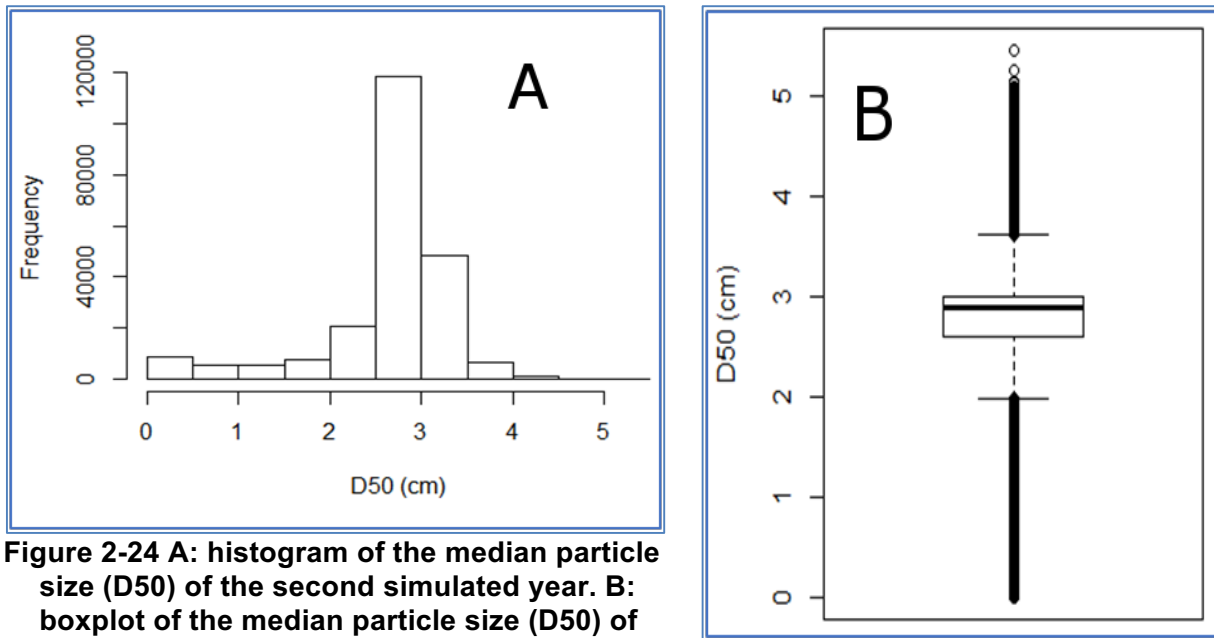 A
120000
80000
40000
0
Frequency
0 1 2 3 4 5
D50 (cm)
Figure 2-24 A: histogram of the median particle
size (D50) of the second simulated year. B:
boxplot of the median particle size (D50) of
B
5
4
3
2
1
0
D50 (cm)